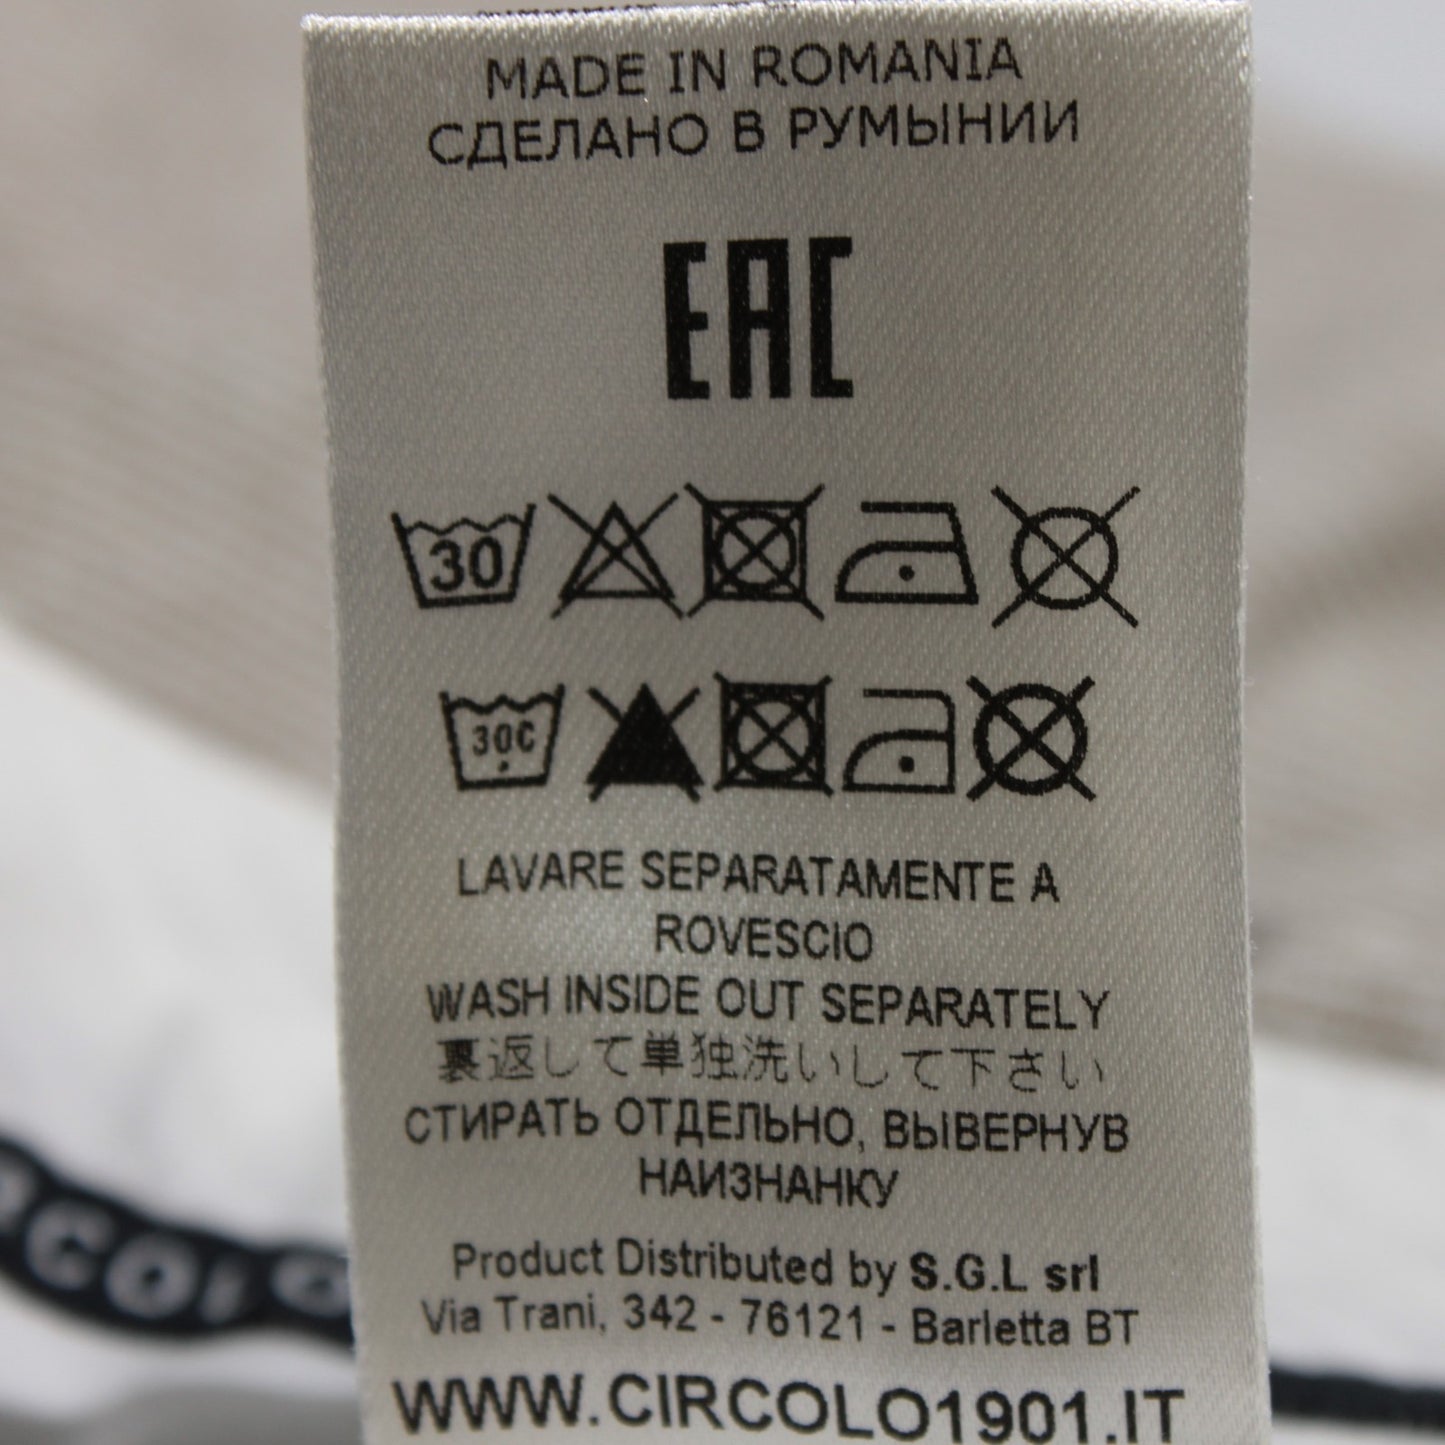 MADE IN ROMANIA
СДЕЛАНО В РУМЫНИИ
EAC
30
30C
LAVARE SEPARATAMENTE A
ROVESCIO
WASH INSIDE OUT SEPARATELY
裏返して単独洗いして下さい
СТИРАТЬ ОТДЕЛЬНО, ВЫВЕРНУВ
НАИЗНАНКУ
Product Distributed by S.G.L srl
Via Trani, 342 - 76121 - Barletta BT
WWW.CIRCOLO1901.IT